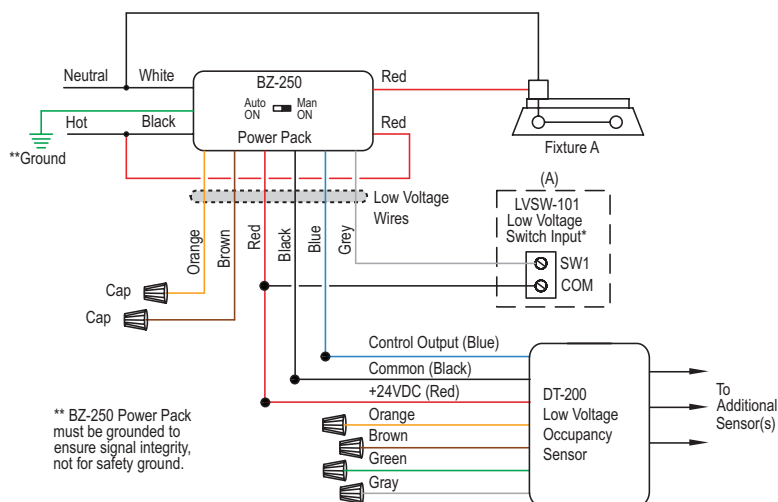 Neutral
White
BZ-250
Red
Auto
ON
Man
ON
Hot
Black
Power Pack
Red
**Ground
Fixture A
Low Voltage
Wires
(A)
LVSW-101
Low Voltage
Switch Input*
SW1
COM
Orange
Brown
Red
Black
Blue
Grey
Cap
Cap
Control Output (Blue)
Common (Black)
+24VDC (Red)
Orange
Brown
Green
Gray
DT-200
Low Voltage
Occupancy
Sensor
To
Additional
Sensor(s)
** BZ-250 Power Pack
must be grounded to
ensure signal integrity,
not for safety ground.